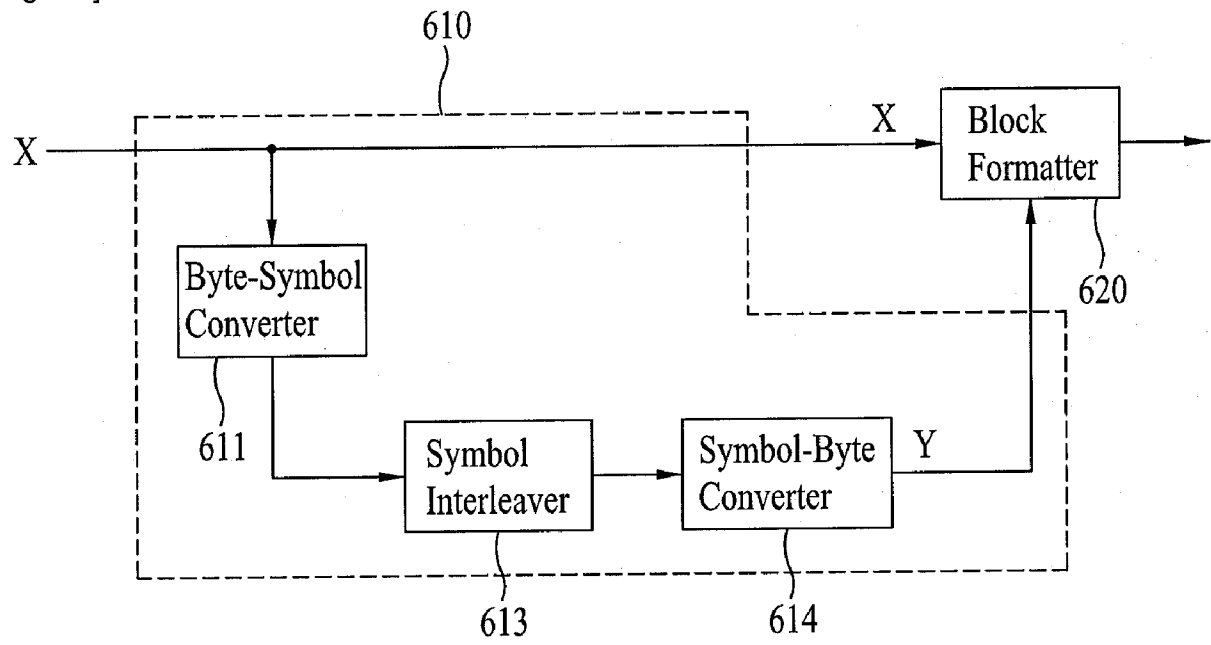 610
X
X
Block
Formatter
620
Byte-Symbol
Converter
611
Symbol
Interleaver
613
Symbol-Byte
Converter
614
Y